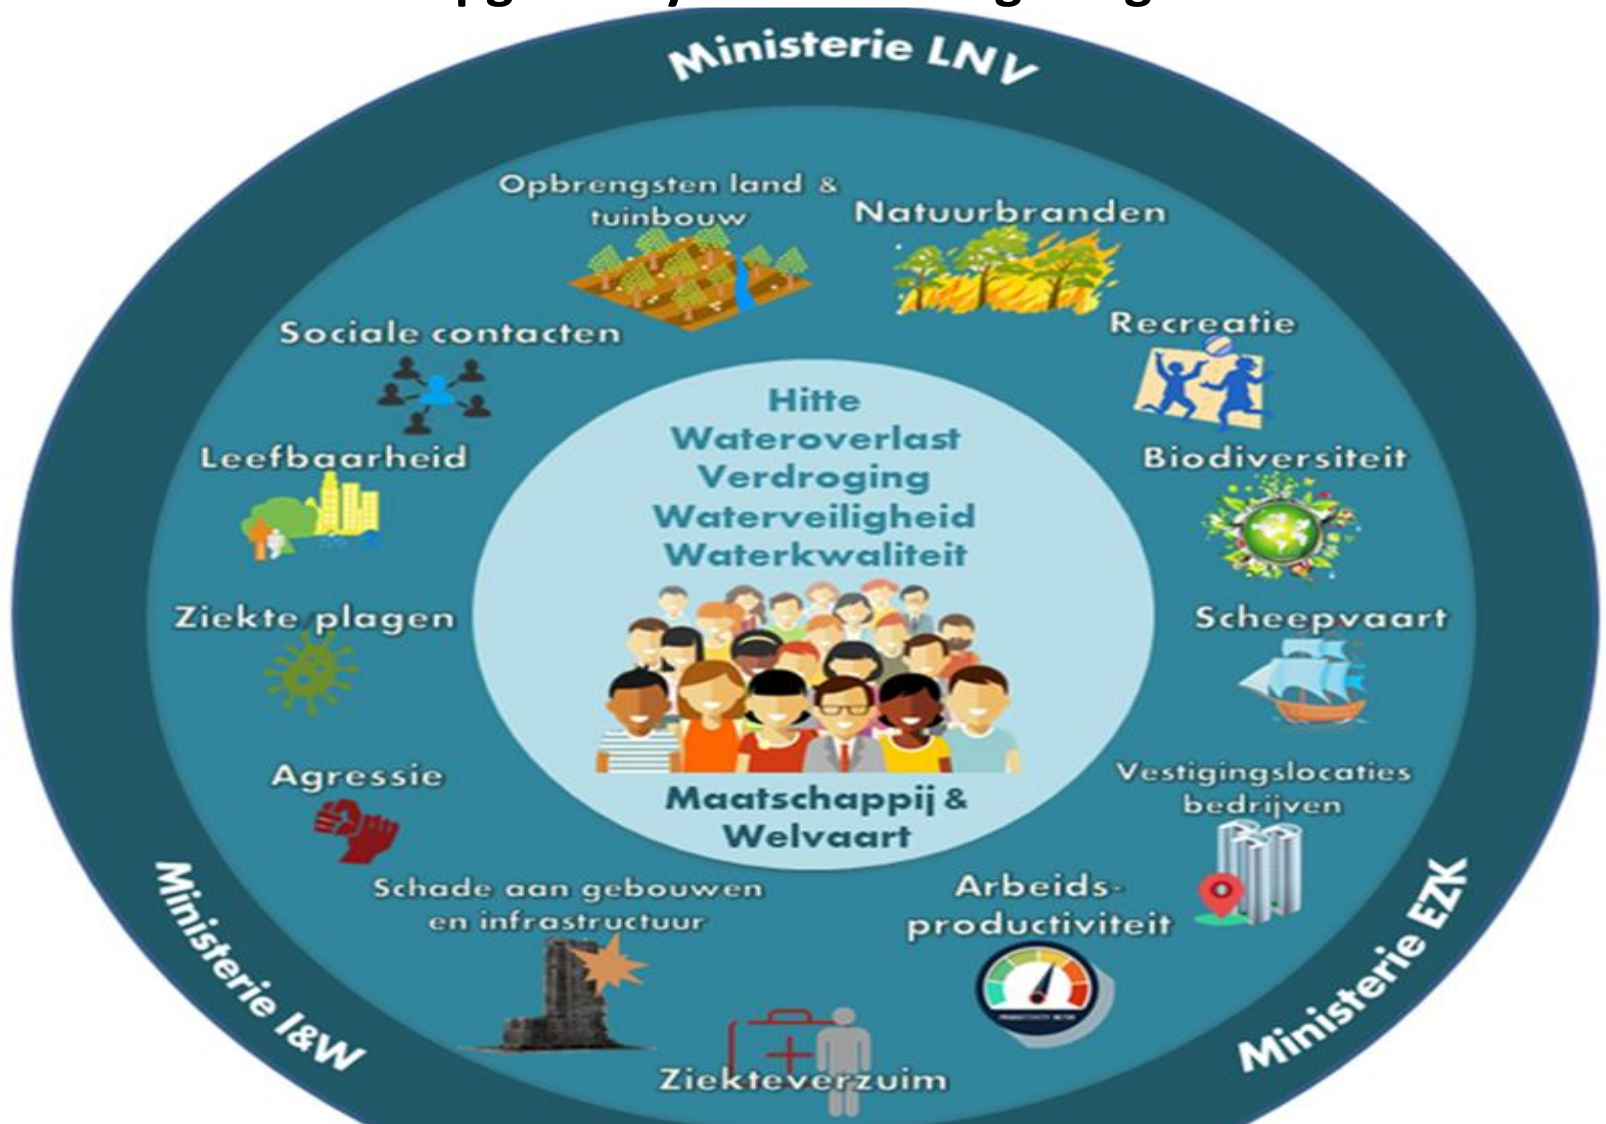 Ministerie LNV
Opbrengsten land &
tuinbouw
Natuurbranden
Recreatie
Sociale contacten
Leefbaarheid
Biodiversiteit
Hitte
Wateroverlast
Verdroging
Waterveiligheid
Waterkwaliteit
Ziekte plagen
Scheepvaart
Agressie
Vestigingslocaties
bedrijven
Maatschappij &
Welvaart
Schade aan gebouwen
en infrastructuur
Arbeids-
productiviteit
Ziekteverzuim
Ministerie I&W
Ministerie EZK